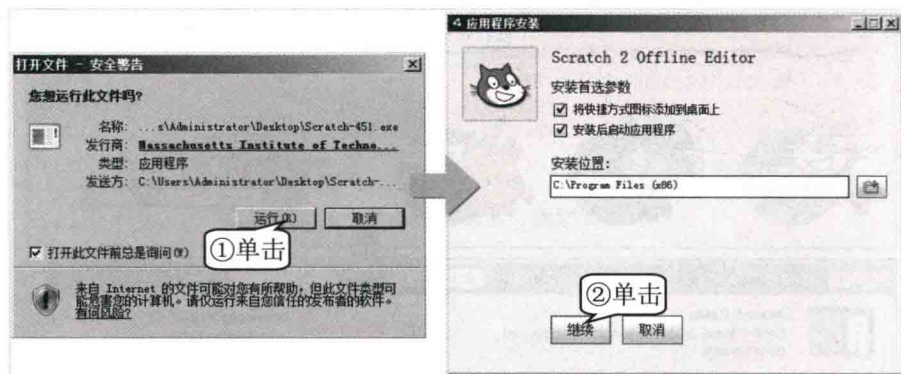 打开文件 - 安全警告
您想运行此文件吗?
名称: ...s\Administrator\Desktop\Scratch-451.exe
发行商: Massachusetts Institute of Techno...
类型: 应用程序
发送方: C:\Users\Administrator\Desktop\Scratch-...
运行(R)
取消
①单击
打开此文件前总是询问(W)
来自 Internet 的文件可能对您有所帮助，但此文件类型可
能危害您的计算机。请仅运行来自您信任的发布者的软件。
有何风险?
应用程序安装
Scratch 2 Offline Editor
安装首选参数
将快捷方式图标添加到桌面上
安装后启动应用程序
安装位置:
C:\Program Files (x86)
②单击
继续
取消